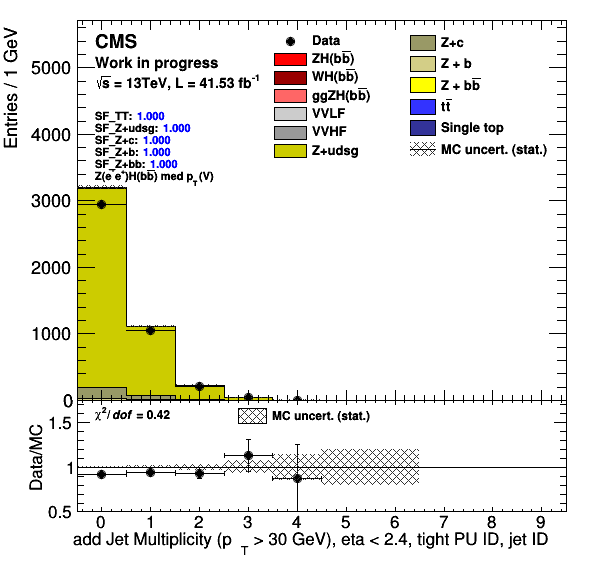 Entries / 1 GeV
CMS
Work in progress
√s = 13TeV, L = 41.53 fb⁻¹
SF_TT: 1.000
SF_Z+udsg: 1.000
SF_Z+c: 1.000
SF_Z+b: 1.000
SF_Z+bb: 1.000
Z(e⁻e⁺)H(bb̅) med p_T(V)
Data
ZH(bb̅)
WH(bb̅)
ggZH(bb̅)
VVLF
VVHF
Z+udsg
Z+c
Z + b
Z + bb̅
tt̅
Single top
MC uncert. (stat.)
5000
4000
3000
2000
1000
0
χ²/dof = 0.42
MC uncert. (stat.)
Data/MC
1.5
1
0.5
0 1 2 3 4 5 6 7 8 9
add Jet Multiplicity (p_T > 30 GeV), eta < 2.4, tight PU ID, jet ID